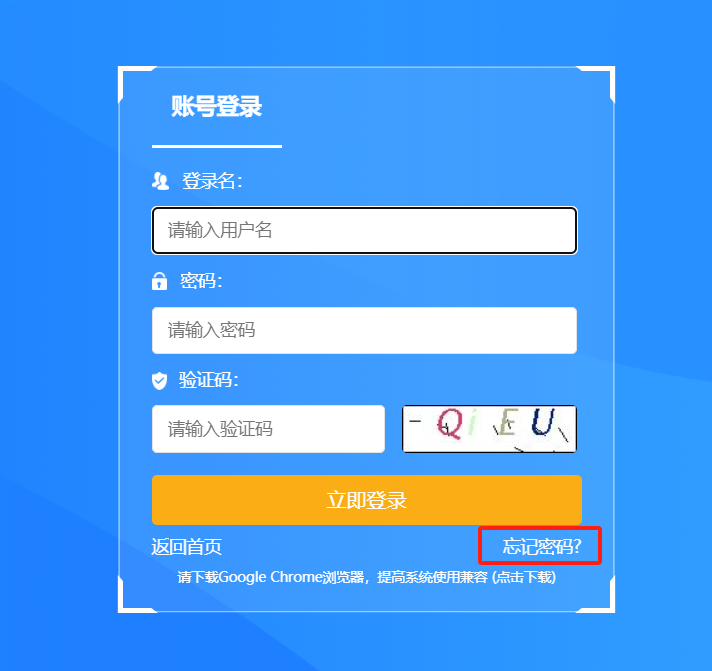 账号登录
登录名:
请输入用户名
密码:
请输入密码
验证码:
请输入验证码
QiEU
立即登录
返回首页 忘记密码?
请下载Google Chrome浏览器，提高系统使用兼容 (点击下载)